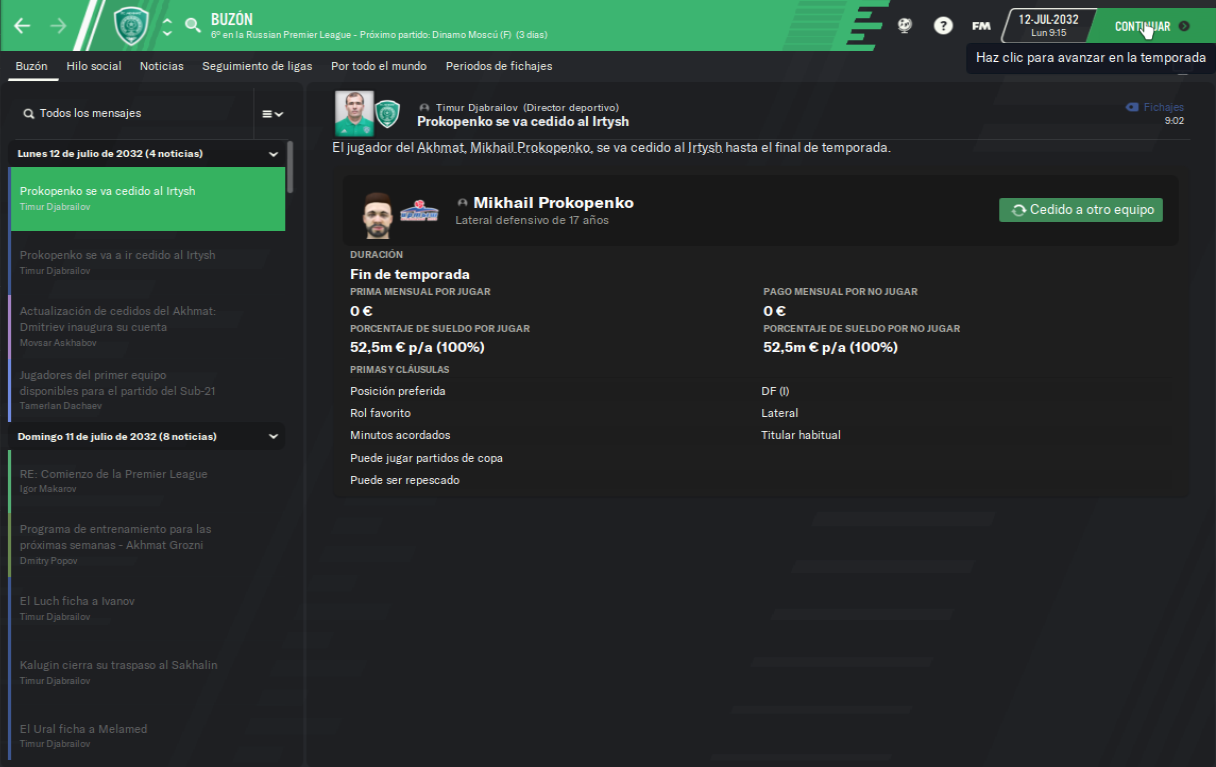 BUZÓN
6º en la Russian Premier League - Próximo partido: Dinamo Moscú (F) (3 días)
?
FM
12-JUL-2032
Lun 9:15
CONTINUAR
Haz clic para avanzar en la temporada
Buzón
Hilo social
Noticias
Seguimiento de ligas
Por todo el mundo
Periodos de fichajes
Todos los mensajes
Lunes 12 de julio de 2032 (4 noticias)
Prokopenko se va cedido al Irtysh
Timur Djabrailov
Prokopenko se va a ir cedido al Irtysh
Timur Djabrailov
Actualización de cedidos del Akhmat:
Dmitriev inaugura su cuenta
Movsar Askhabov
Jugadores del primer equipo
disponibles para el partido del Sub-21
Tamerlan Dachaev
Domingo 11 de julio de 2032 (8 noticias)
RE: Comienzo de la Premier League
Igor Makarov
Programa de entrenamiento para las
próximas semanas - Akhmat Grozni
Dmitry Popov
El Luch ficha a Ivanov
Timur Djabrailov
Kalugin cierra su traspaso al Sakhalin
Timur Djabrailov
El Ural ficha a Melamed
Timur Djabrailov
Timur Djabrailov (Director deportivo)
Prokopenko se va cedido al Irtysh
Fichajes
9:02
El jugador del Akhmat, Mikhail Prokopenko, se va cedido al Irtysh hasta el final de temporada.
Mikhail Prokopenko
Lateral defensivo de 17 años
Cedido a otro equipo
DURACIÓN
Fin de temporada
PRIMA MENSUAL POR JUGAR
PAGO MENSUAL POR NO JUGAR
0 €
0 €
PORCENTAJE DE SUELDO POR JUGAR
PORCENTAJE DE SUELDO POR NO JUGAR
52,5m € p/a (100%)
52,5m € p/a (100%)
PRIMAS Y CLÁUSULAS
Posición preferida
DF (I)
Rol favorito
Lateral
Minutos acordados
Titular habitual
Puede jugar partidos de copa
Puede ser repescado